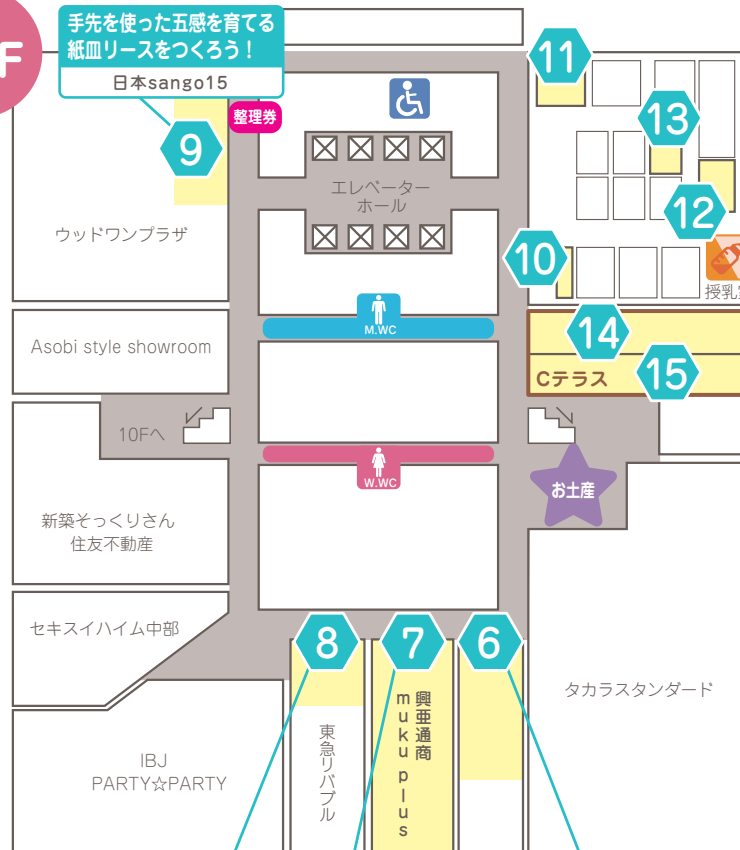 F
手先を使った五感を育てる
紙皿リースをつくろう！
日本sango15
整理券
9
ウッドワンプラザ
エレベーター
ホール
11
13
12
10
授乳
14
Cテラス
15
M.WC
Asobi style showroom
10Fへ
W.WC
お土産
新築そっくりさん
住友不動産
セキスイハイム中部
8
7
6
タカラスタンダード
興亜通商
muku plus
東急リバブル
IBJ
PARTY☆PARTY